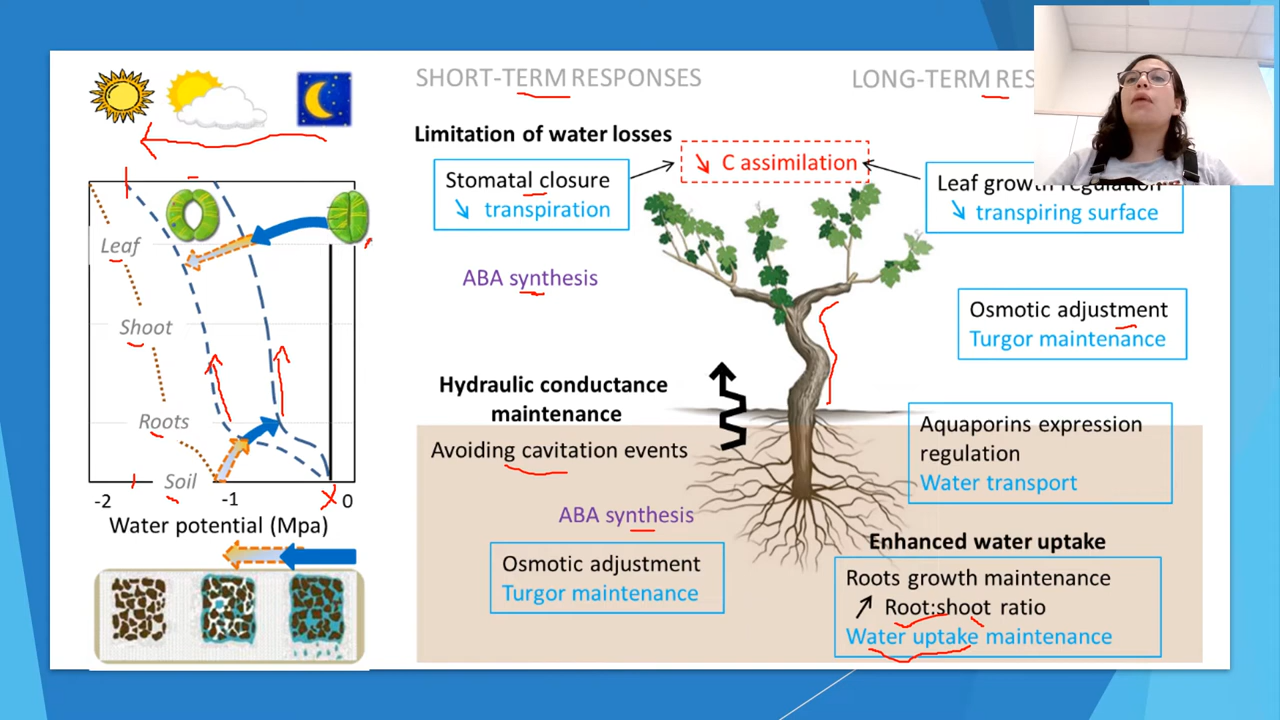 SHORT-TERM RESPONSES
LONG-TERM
Limitation of water losses
Stomatal closure
↘ transpiration
↘ C assimilation
Leaf growth regulation
↘ transpiring surface
ABA synthesis
Osmotic adjustment
Turgor maintenance
Hydraulic conductance
maintenance
Avoiding cavitation events
Aquaporins expression
regulation
Water transport
ABA synthesis
Osmotic adjustment
Turgor maintenance
Enhanced water uptake
Roots growth maintenance
↗ Root:shoot ratio
Water uptake maintenance
Leaf
Shoot
Roots
Soil
-2 -1 0
Water potential (Mpa)